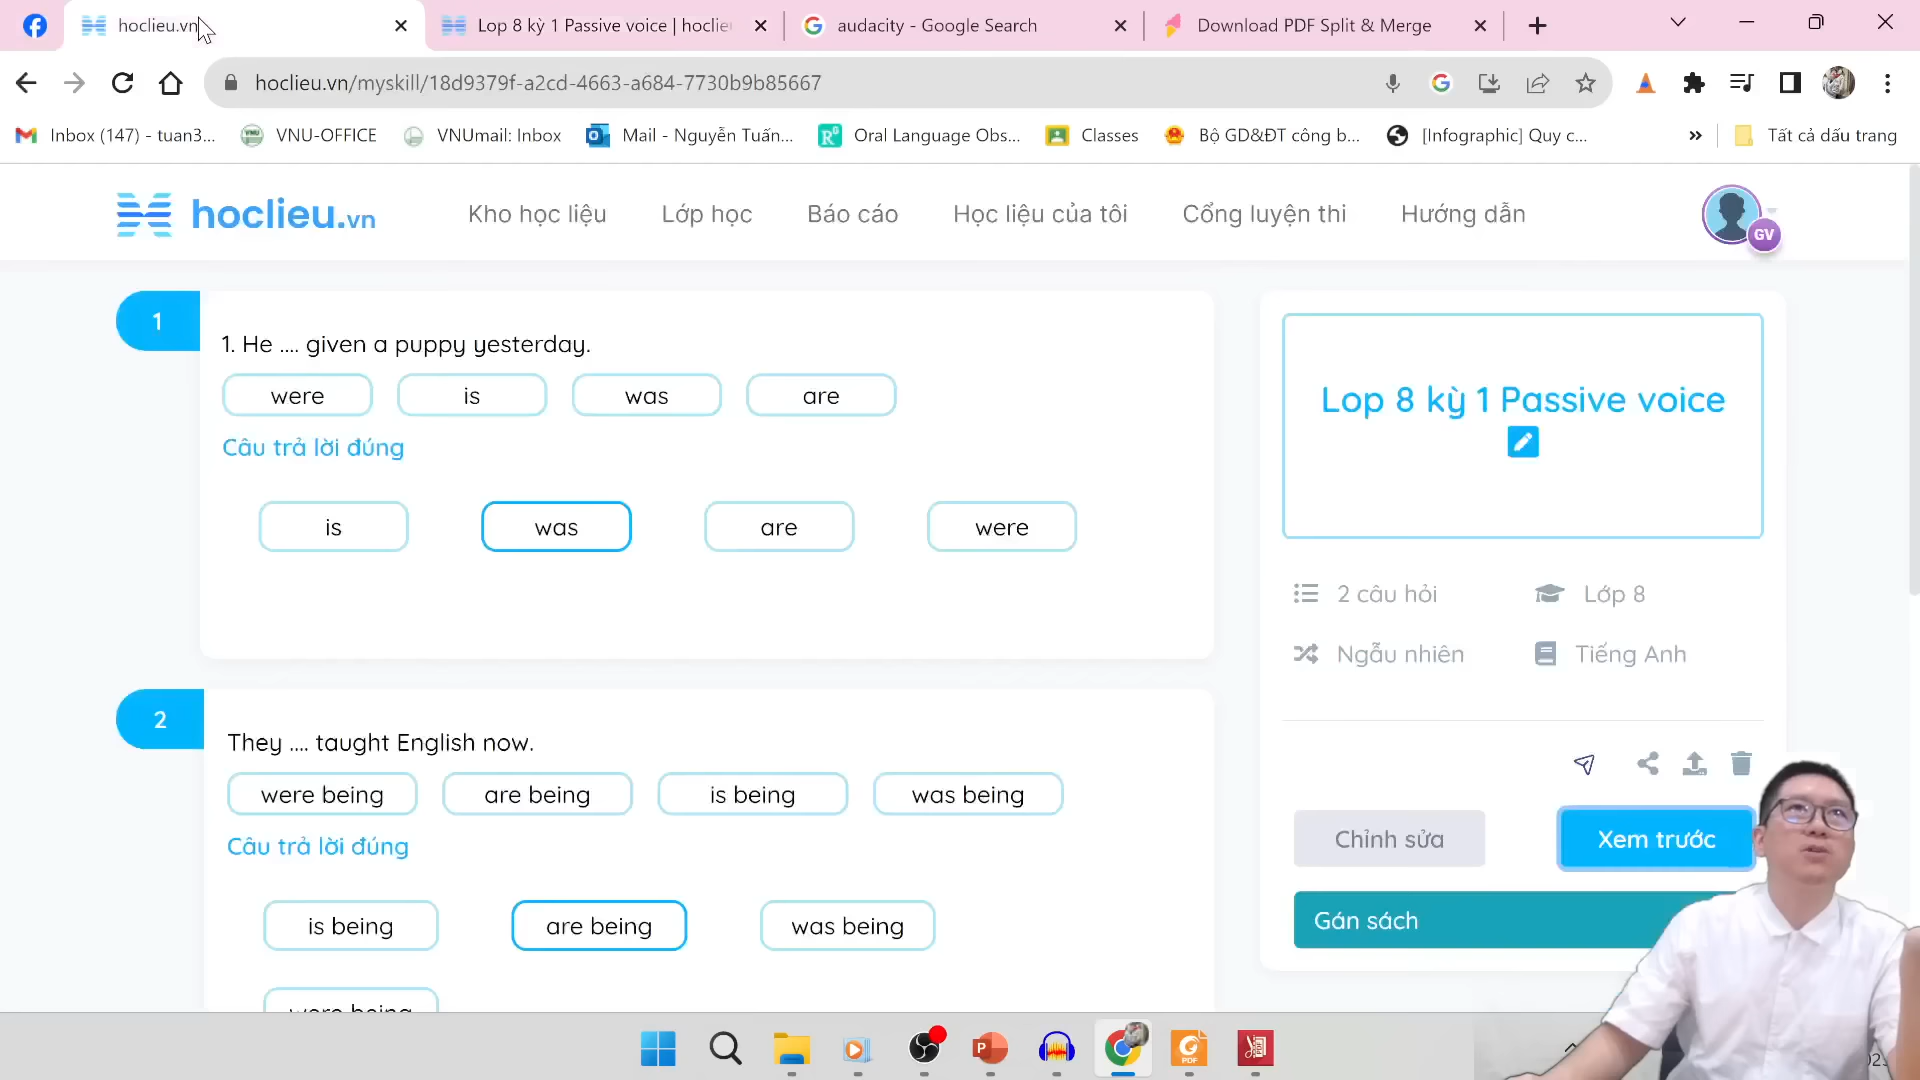 hoclieu.vn
Lop 8 kỳ 1 Passive voice | hoclie
audacity - Google Search
Download PDF Split & Merge
hoclieu.vn/myskill/18d9379f-a2cd-4663-a684-7730b9b85667
Inbox (147) - tuan3...
VNU-OFFICE
VNUmail: Inbox
Mail - Nguyễn Tuấn...
Oral Language Obs...
Classes
Bộ GD&ĐT công b...
[Infographic] Quy c...
»
Tất cả dấu trang
hoclieu.vn
Kho học liệu
Lớp học
Báo cáo
Học liệu của tôi
Cổng luyện thi
Hướng dẫn
GV
1
1. He .... given a puppy yesterday.
were
is
was
are
Câu trả lời đúng
is
was
are
were
Lop 8 kỳ 1 Passive voice
2 câu hỏi
Lớp 8
Ngẫu nhiên
Tiếng Anh
2
They .... taught English now.
were being
are being
is being
was being
Câu trả lời đúng
is being
are being
was being
were being
Chỉnh sửa
Xem trước
Gán sách